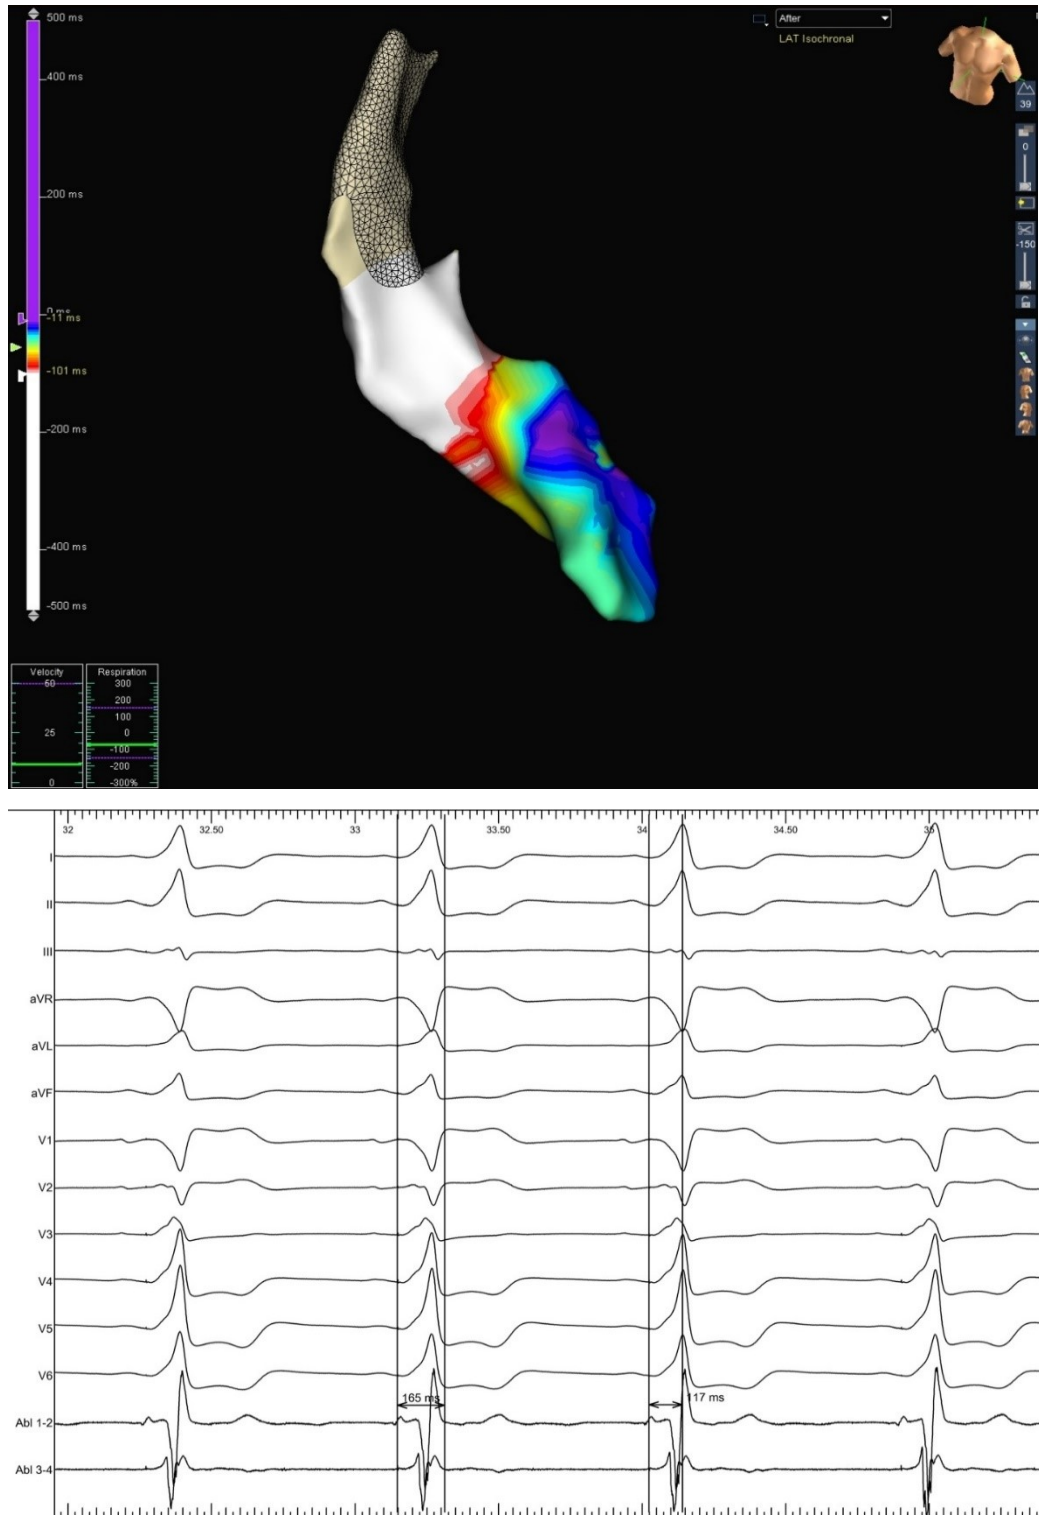 500 ms
After
LAT Isochronal
400 ms
39
0
200 ms
-150
0 ms
-11 ms
-101 ms
-200 ms
-400 ms
-500 ms
Velocity
50
25
0
Respiration
300
200
100
0
-100
-200
-300%
32 32.50 33 33.50 34 34.50 35
I
II
III
aVR
aVL
aVF
V1
V2
V3
V4
V5
V6
165 ms 117 ms
Abl 1-2
Abl 3-4